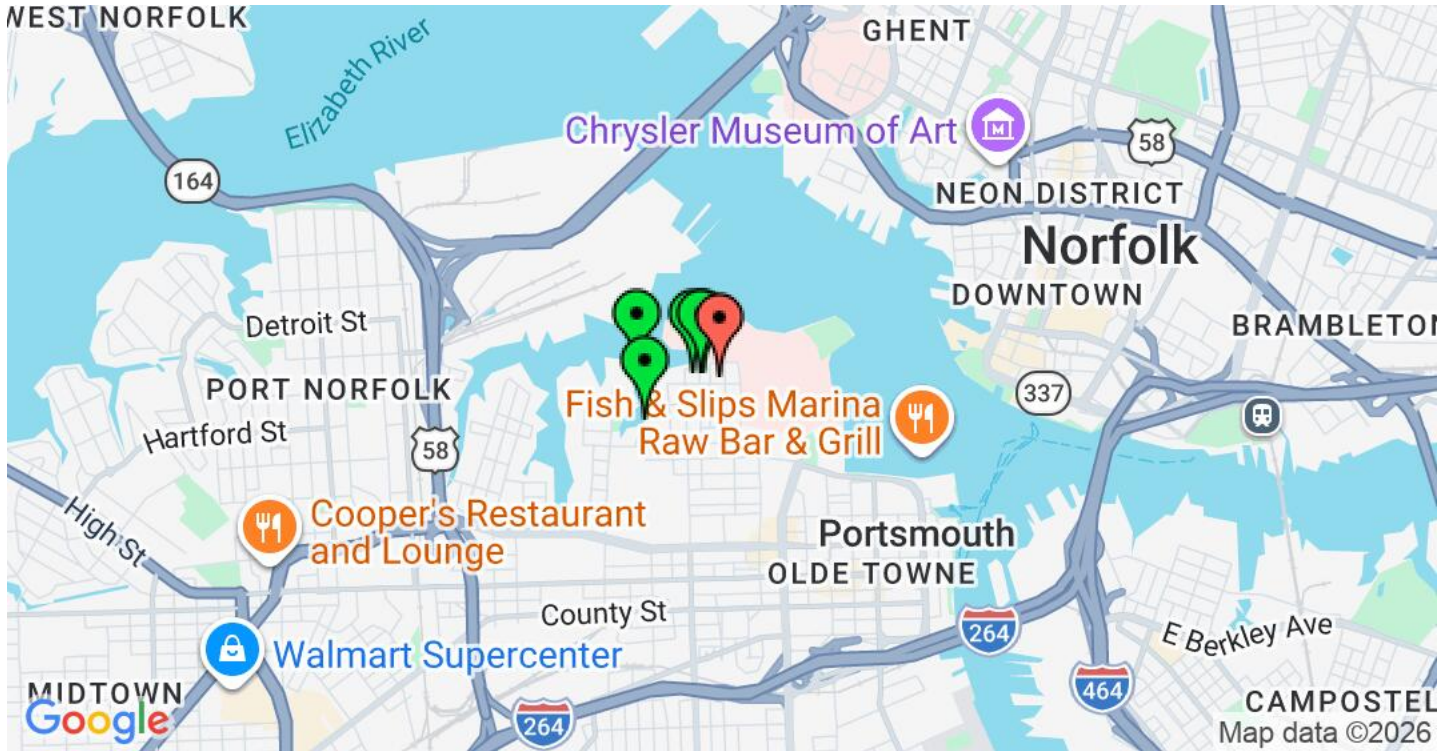 WEST NORFOLK
GHENT
Elizabeth River
Chrysler Museum of Art
M
58
164
NEON DISTRICT
Norfolk
DOWNTOWN
Detroit St
BRAMBLETON
PORT NORFOLK
337
Fish & Slips Marina
Raw Bar & Grill
Hartford St
58
High St
Cooper's Restaurant
and Lounge
Portsmouth
OLDE TOWNE
County St
264
E Berkley Ave
Walmart Supercenter
MIDTOWN
464
CAMPOSTEL
264
Google
Map data ©2026